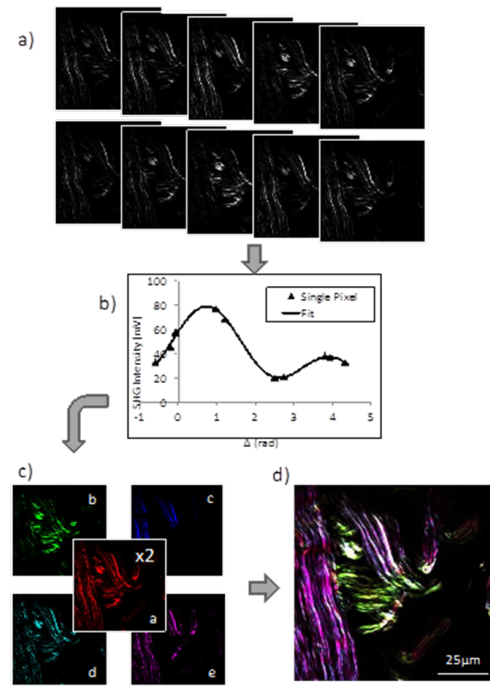 a)
b)
100
80
60
40
20
0
SHG Intensity [mV]
Single Pixel
Fit
-1 0 1 2 3 4 5
Δ (rad)
c)
b
c
x2
a
d
e
d)
25µm